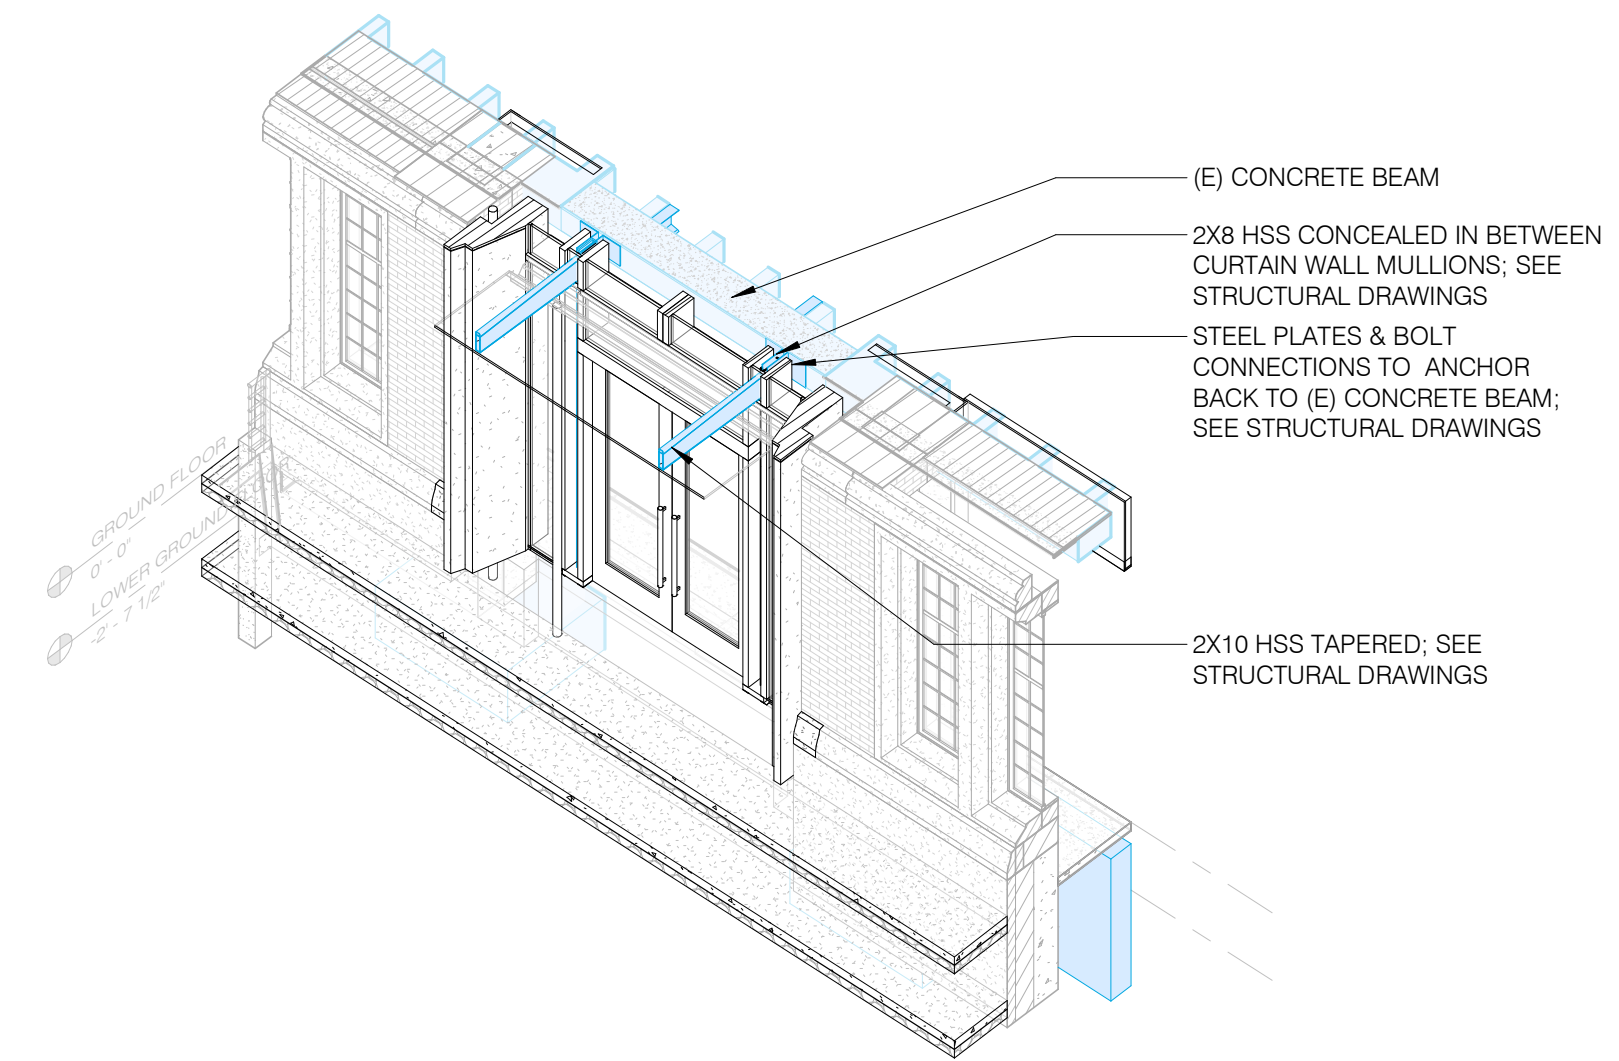 (E) CONCRETE BEAM
2X8 HSS CONCEALED IN BETWEEN
CURTAIN WALL MULLIONS; SEE
STRUCTURAL DRAWINGS
STEEL PLATES & BOLT
CONNECTIONS TO ANCHOR
BACK TO (E) CONCRETE BEAM;
SEE STRUCTURAL DRAWINGS
2X10 HSS TAPERED; SEE
STRUCTURAL DRAWINGS
GROUND FLOOR
0' - 0"
LOWER GROUND
-2' - 7 1/2"